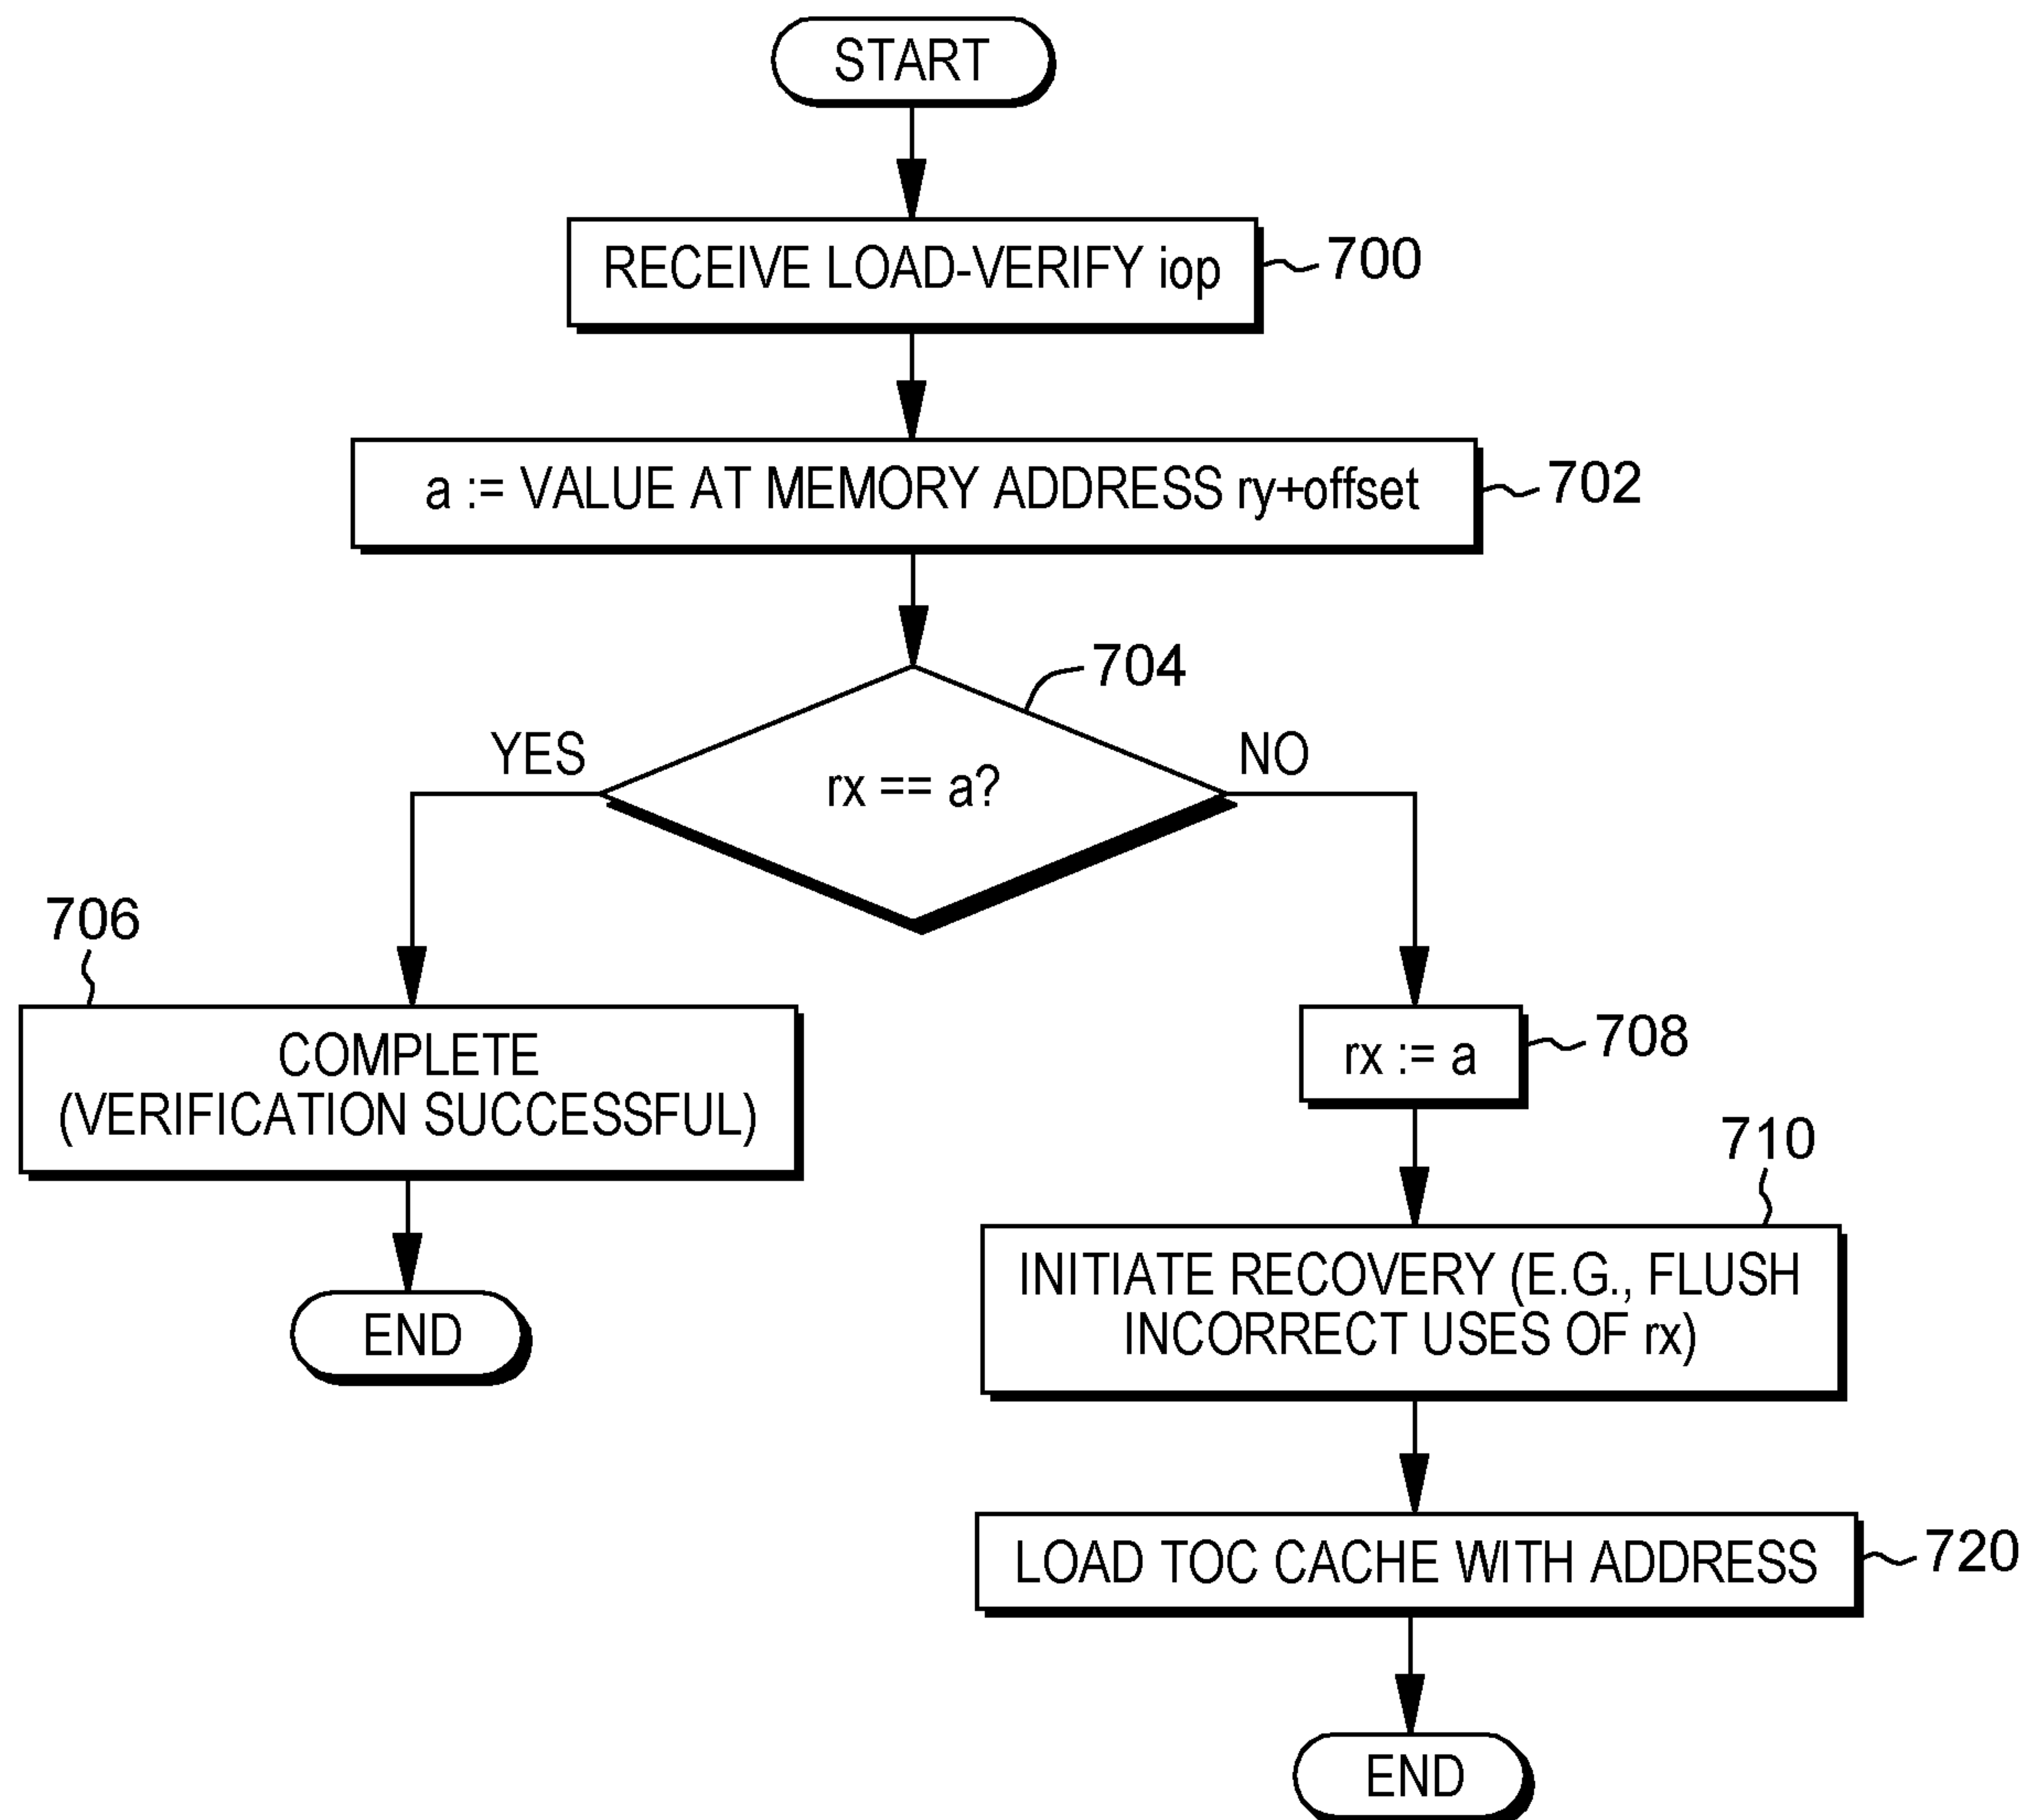 START
RECEIVE LOAD-VERIFY iop
700
a := VALUE AT MEMORY ADDRESS ry+offset
702
704
YES
rx == a?
NO
706
COMPLETE
(VERIFICATION SUCCESSFUL)
END
rx := a
708
710
INITIATE RECOVERY (E.G., FLUSH
INCORRECT USES OF rx)
LOAD TOC CACHE WITH ADDRESS
720
END